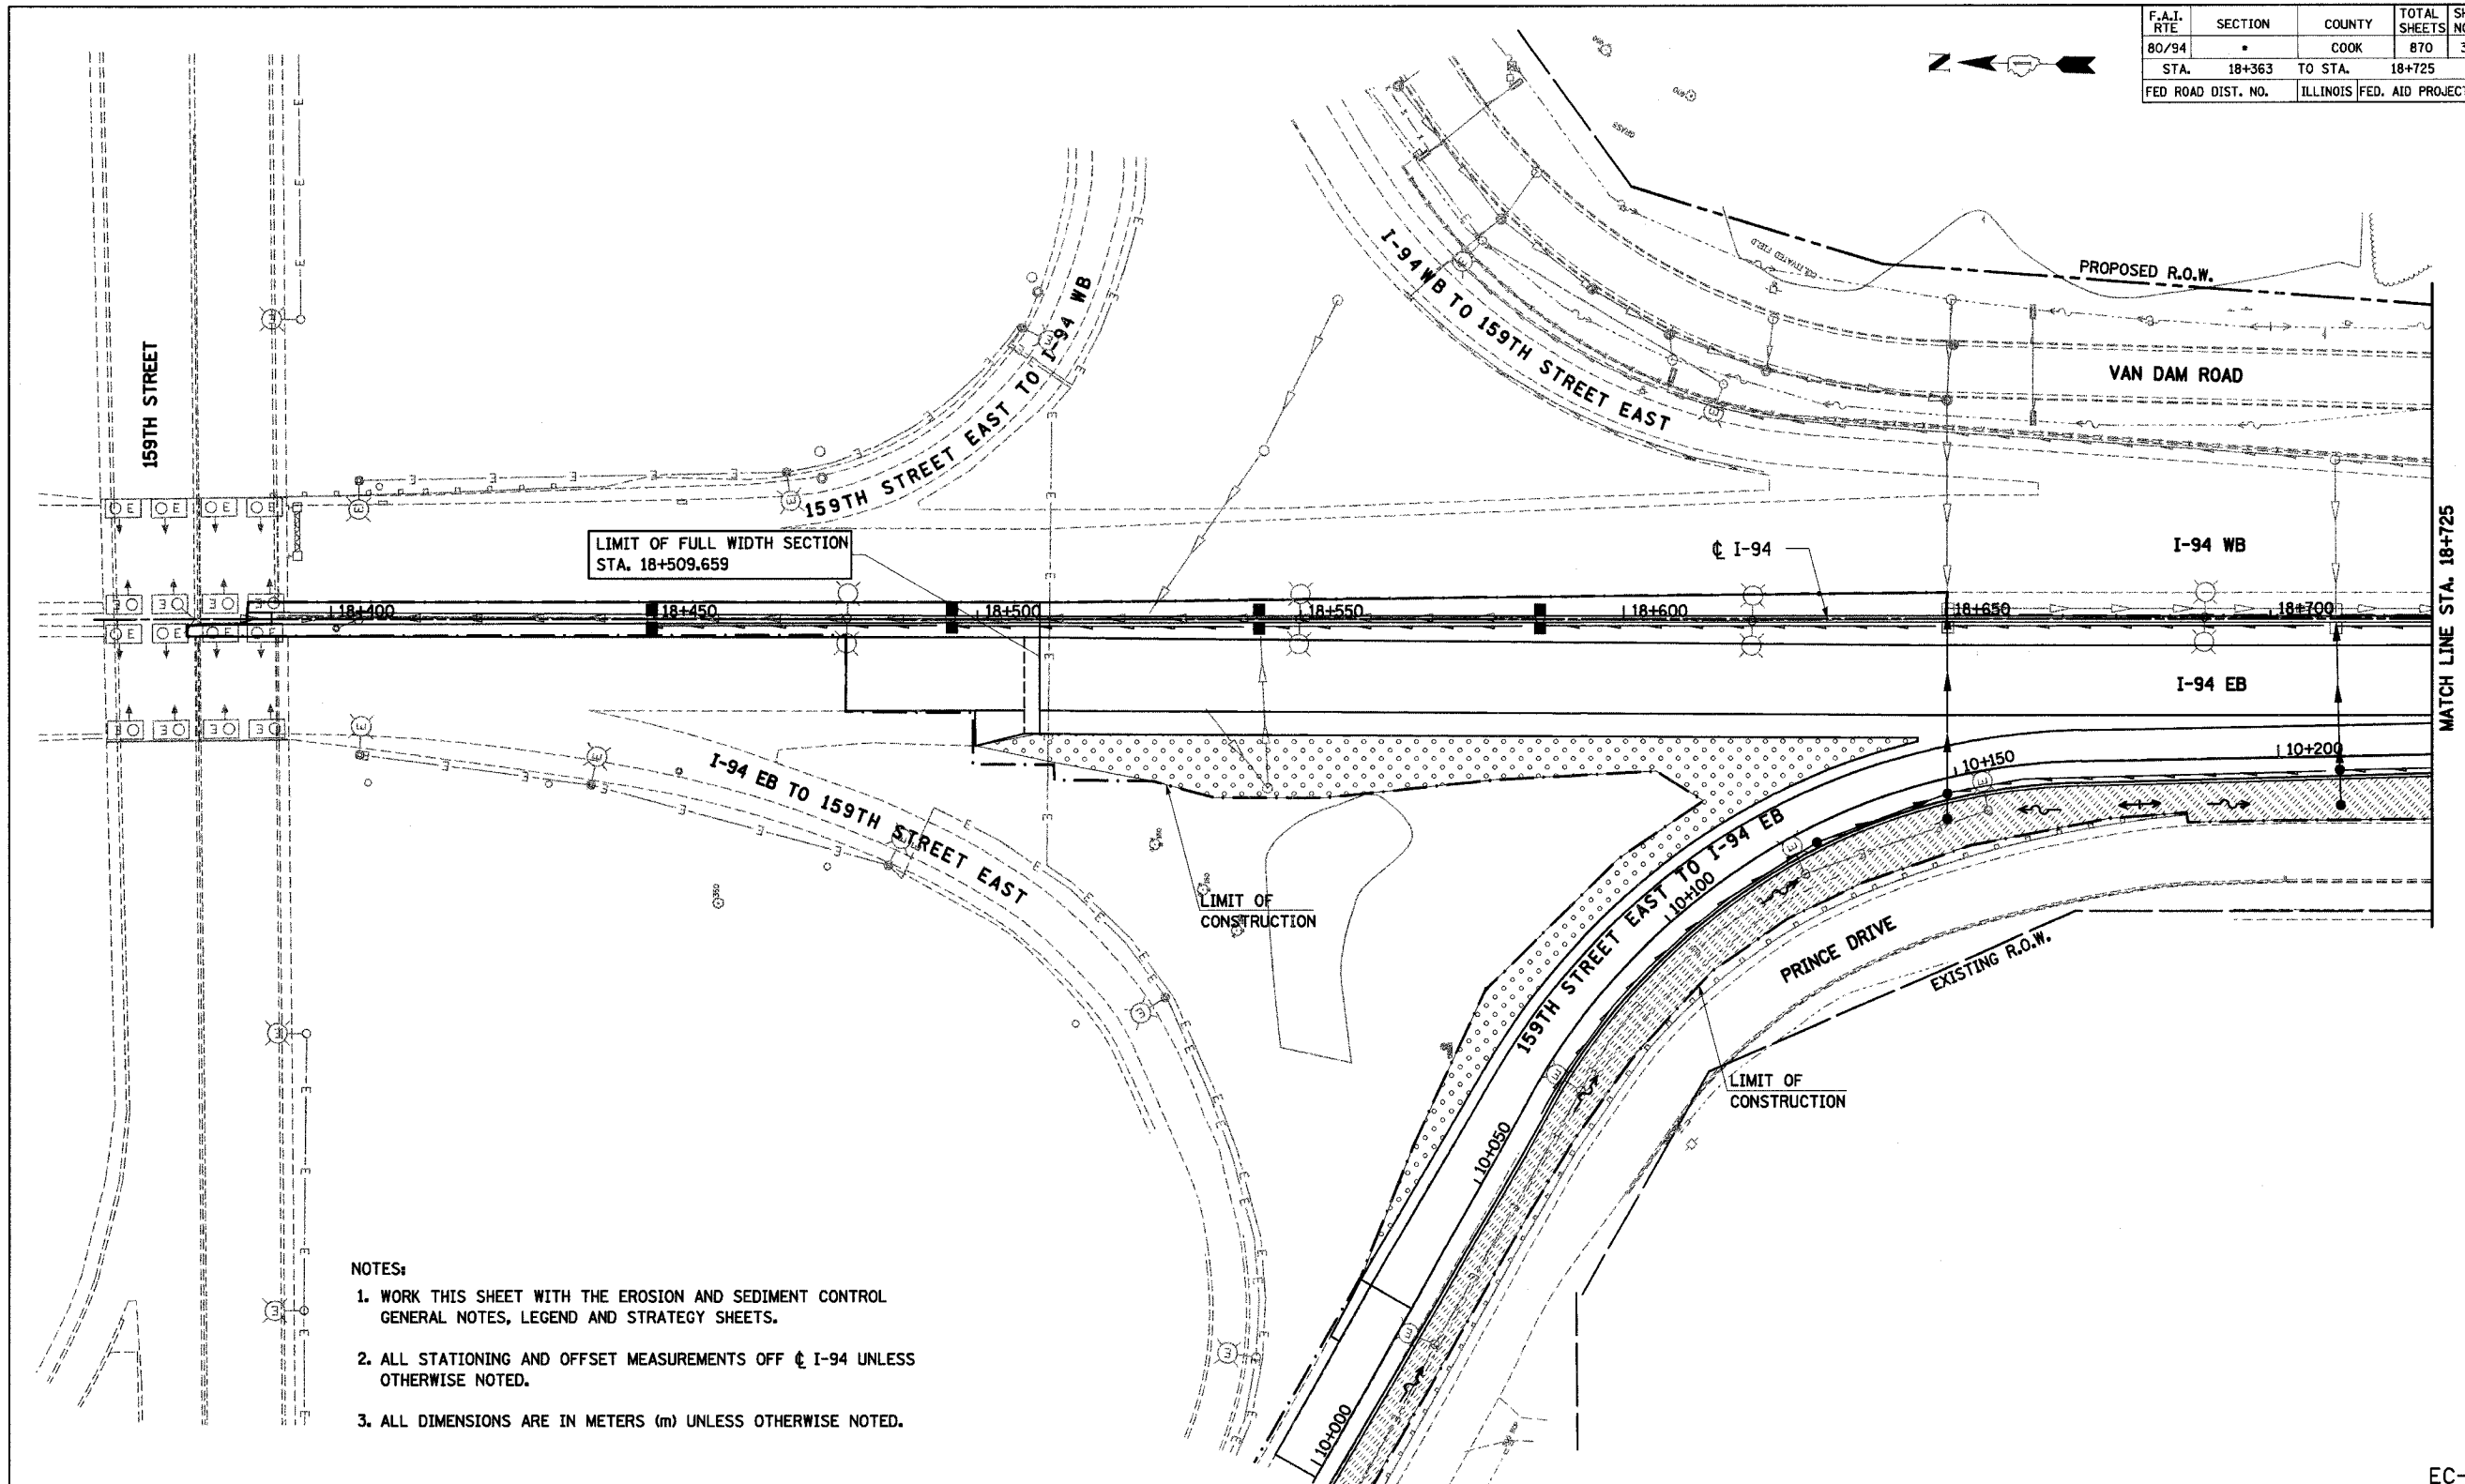 F.A.I. RTE SECTION COUNTY TOTAL SHEETS
80/94 * COOK 870
STA. 18+363 TO STA. 18+725
FED ROAD DIST. NO. ILLINOIS FED. AID PROJECT
N
GRASS
CULTIVATED FIELD
PROPOSED R.O.W.
159TH STREET
159TH STREET EAST TO I-94 WB
I-94 WB TO 159TH STREET EAST
VAN DAM ROAD
LIMIT OF FULL WIDTH SECTION
STA. 18+509.659
℄ I-94
I-94 WB
18+400
18+450
18+500
18+550
18+600
18+650
18+700
MATCH LINE STA. 18+725
I-94 EB
I-94 EB TO 159TH STREET EAST
10+200
10+150
10+100
10+050
10+000
159TH STREET EAST TO I-94 EB
LIMIT OF
CONSTRUCTION
PRINCE DRIVE
EXISTING R.O.W.
LIMIT OF
CONSTRUCTION
NOTES:
1. WORK THIS SHEET WITH THE EROSION AND SEDIMENT CONTROL
GENERAL NOTES, LEGEND AND STRATEGY SHEETS.
2. ALL STATIONING AND OFFSET MEASUREMENTS OFF ℄ I-94 UNLESS
OTHERWISE NOTED.
3. ALL DIMENSIONS ARE IN METERS (m) UNLESS OTHERWISE NOTED.
EC-